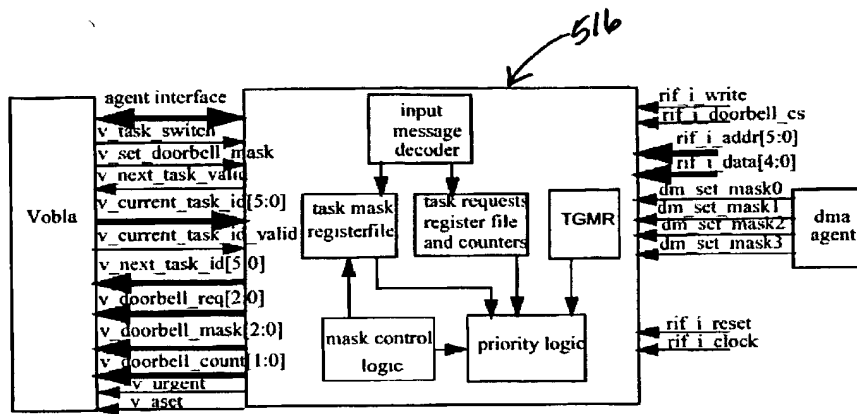 516
agent interface
v_task_switch
v_set_doorbell_mask
v_next_task_valid
v_current_task_id[5:0]
v_current_task_id_valid
v_next_task_id[5:0]
v_doorbell_req[2:0]
v_doorbell_mask[2:0]
v_doorbell_count[1:0]
v_urgent
v_aset
Vobla
input
message
decoder
task mask
registerfile
task requests
register file
and counters
TGMR
mask control
logic
priority logic
rif_i_write
rif_i_doorbell_cs
rif_i_addr[5:0]
rif_i_data[4:0]
dm_set_mask0
dm_set_mask1
dm_set_mask2
dm_set_mask3
dma
agent
rif_i_reset
rif_i_clock